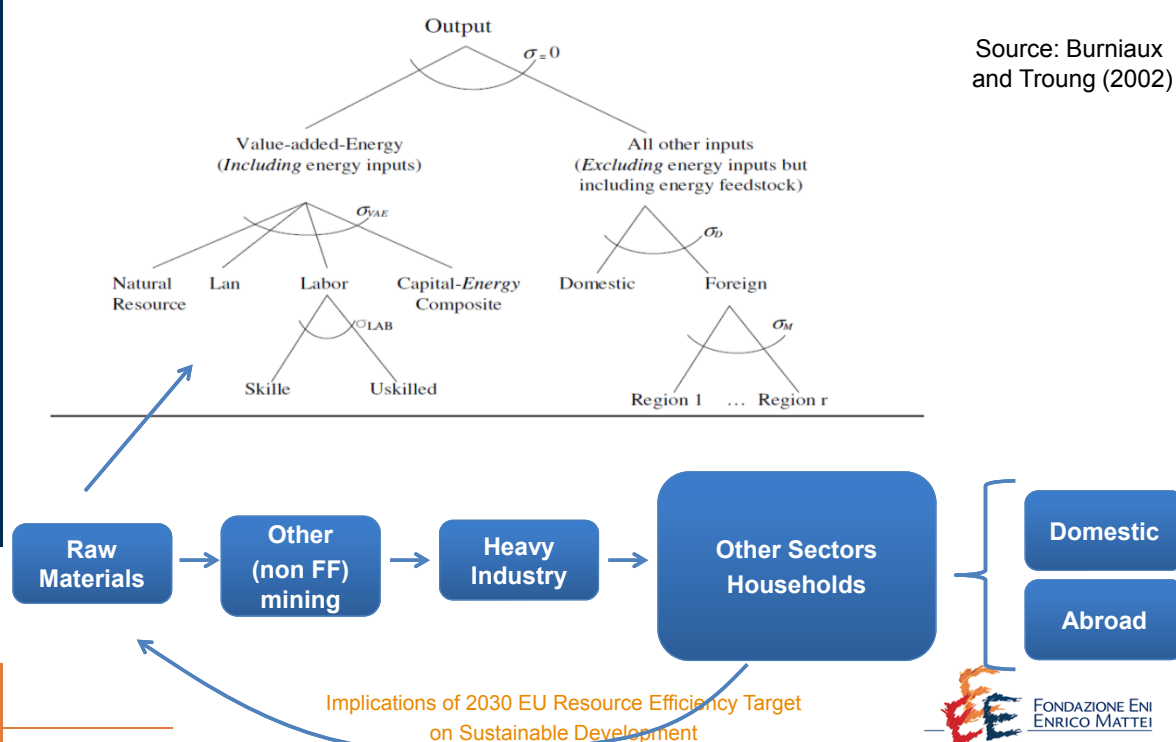 Output
σ = 0
Source: Burniaux
and Troung (2002)
Value-added-Energy
(Including energy inputs)
All other inputs
(Excluding energy inputs but
including energy feedstock)
σVAE
σD
Natural
Resource
Lan
Labor
Capital-Energy
Composite
Domestic
Foreign
σLAB
σM
Skille
Uskilled
Region 1 … Region r
Raw
Materials
Other
(non FF)
mining
Heavy
Industry
Other Sectors
Households
Domestic
Abroad
Implications of 2030 EU Resource Efficiency Target
on Sustainable Development
FONDAZIONE ENI
ENRICO MATTEI